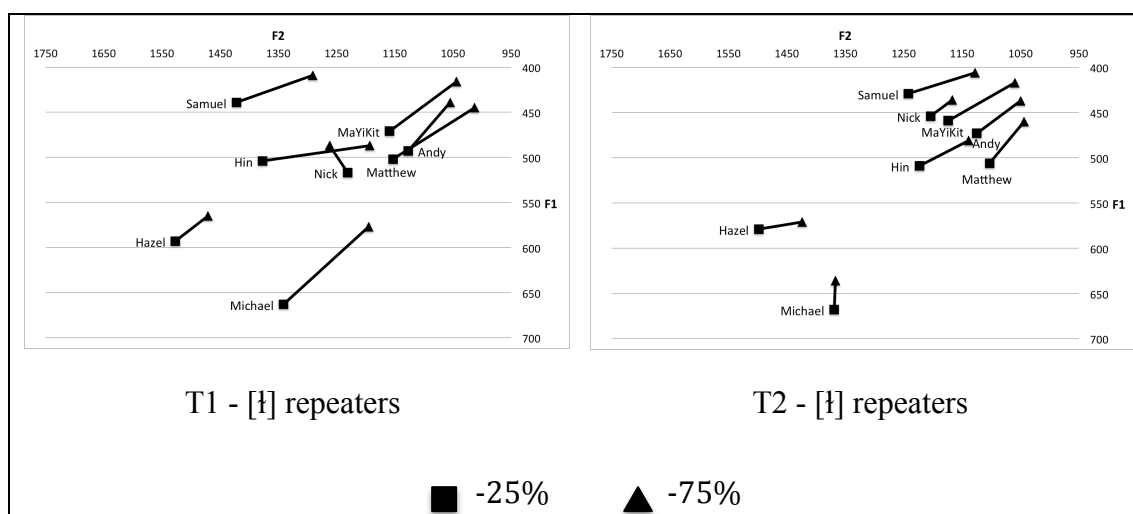 F2
1750 1650 1550 1450 1350 1250 1150 1050 950
400
Samuel
450
MaYiKit
Andy
500
Hin
Nick
Matthew
550 F1
Hazel
600
650
Michael
700
F2
1750 1650 1550 1450 1350 1250 1150 1050 950
400
Samuel
450
Nick
MaYiKit
Andy
500
Hin
Matthew
550 F1
Hazel
600
650
Michael
700
T1 - [ɫ] repeaters
T2 - [ɫ] repeaters
-25% -75%